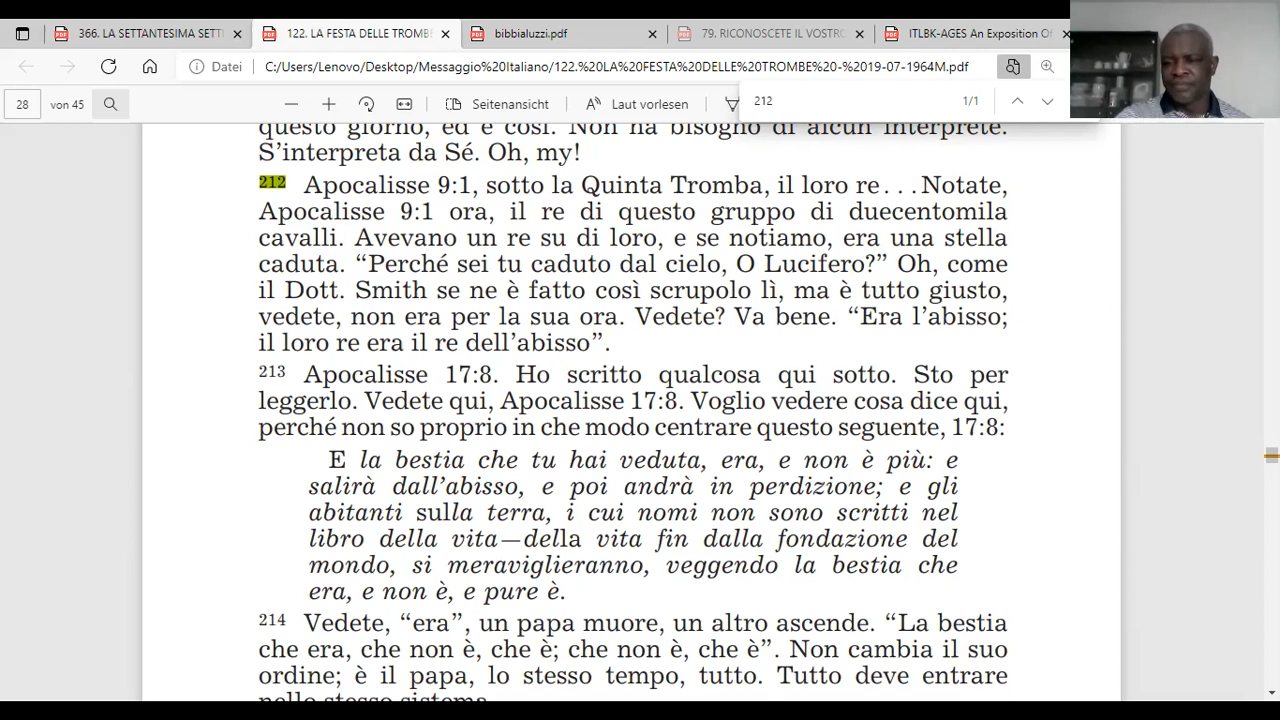 366. LA SETTANTESIMA SETT
122. LA FESTA DELLE TROMBE
bibbialuzzi.pdf
79. RICONOSCETE IL VOSTRO
ITLBK-AGES An Exposition Of
Datei
C:/Users/Lenovo/Desktop/Messaggio%20Italiano/122.%20LA%20FESTA%20DELLE%20TROMBE%20-%2019-07-1964M.pdf
28 von 45
Seitenansicht
Laut vorlesen
212
1/1
questo giorno, ed è così. Non ha bisogno di alcun interprete.
S’interpreta da Sé. Oh, my!
212 Apocalisse 9:1, sotto la Quinta Tromba, il loro re . . . Notate,
Apocalisse 9:1 ora, il re di questo gruppo di duecentomila
cavalli. Avevano un re su di loro, e se notiamo, era una stella
caduta. “Perché sei tu caduto dal cielo, O Lucifero?” Oh, come
il Dott. Smith se ne è fatto così scrupolo lì, ma è tutto giusto,
vedete, non era per la sua ora. Vedete? Va bene. “Era l’abisso;
il loro re era il re dell’abisso”.
213 Apocalisse 17:8. Ho scritto qualcosa qui sotto. Sto per
leggerlo. Vedete qui, Apocalisse 17:8. Voglio vedere cosa dice qui,
perché non so proprio in che modo centrare questo seguente, 17:8:
E la bestia che tu hai veduta, era, e non è più: e
salirà dall’abisso, e poi andrà in perdizione; e gli
abitanti sulla terra, i cui nomi non sono scritti nel
libro della vita—della vita fin dalla fondazione del
mondo, si meraviglieranno, veggendo la bestia che
era, e non è, e pure è.
214 Vedete, “era”, un papa muore, un altro ascende. “La bestia
che era, che non è, che è; che non è, che è”. Non cambia il suo
ordine; è il papa, lo stesso tempo, tutto. Tutto deve entrare
nello stesso sistema.